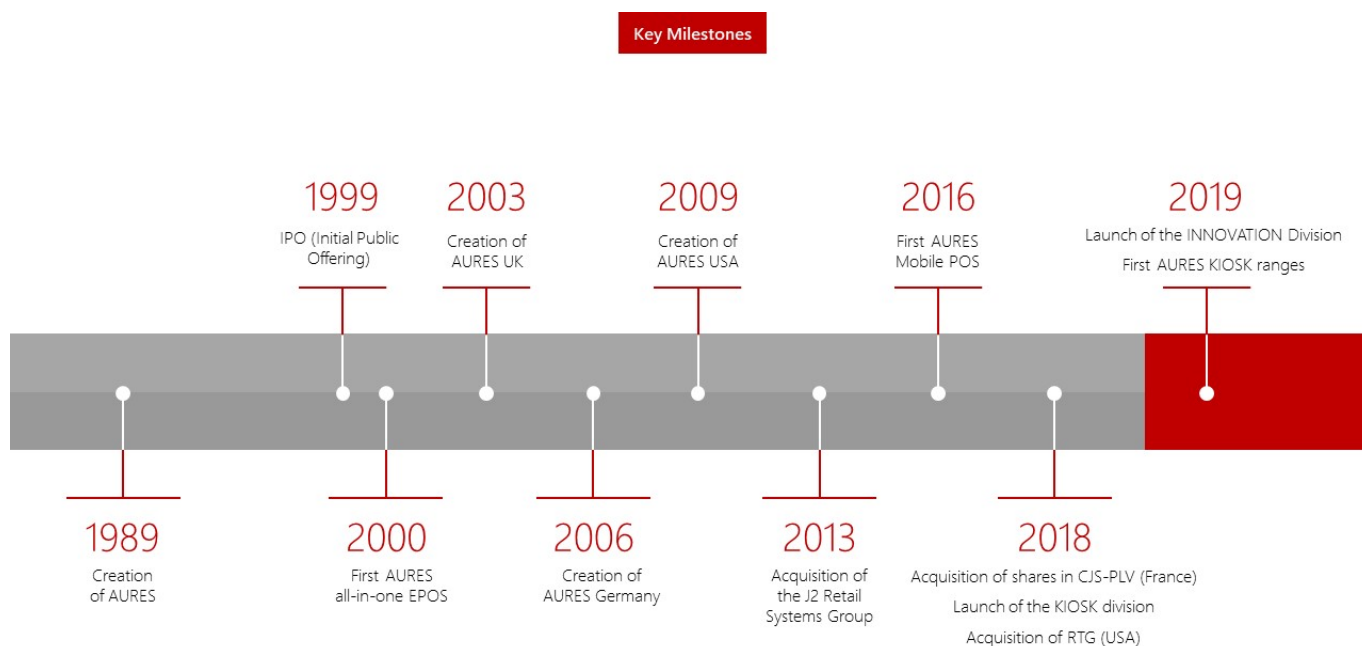 Key Milestones
1999
IPO (Initial Public
Offering)
2003
Creation of
AURES UK
2009
Creation of
AURES USA
2016
First AURES
Mobile POS
2019
Launch of the INNOVATION Division
First AURES KIOSK ranges
1989
Creation
of AURES
2000
First AURES
all-in-one EPOS
2006
Creation of
AURES Germany
2013
Acquisition of
the J2 Retail
Systems Group
2018
Acquisition of shares in CJS-PLV (France)
Launch of the KIOSK division
Acquisition of RTG (USA)